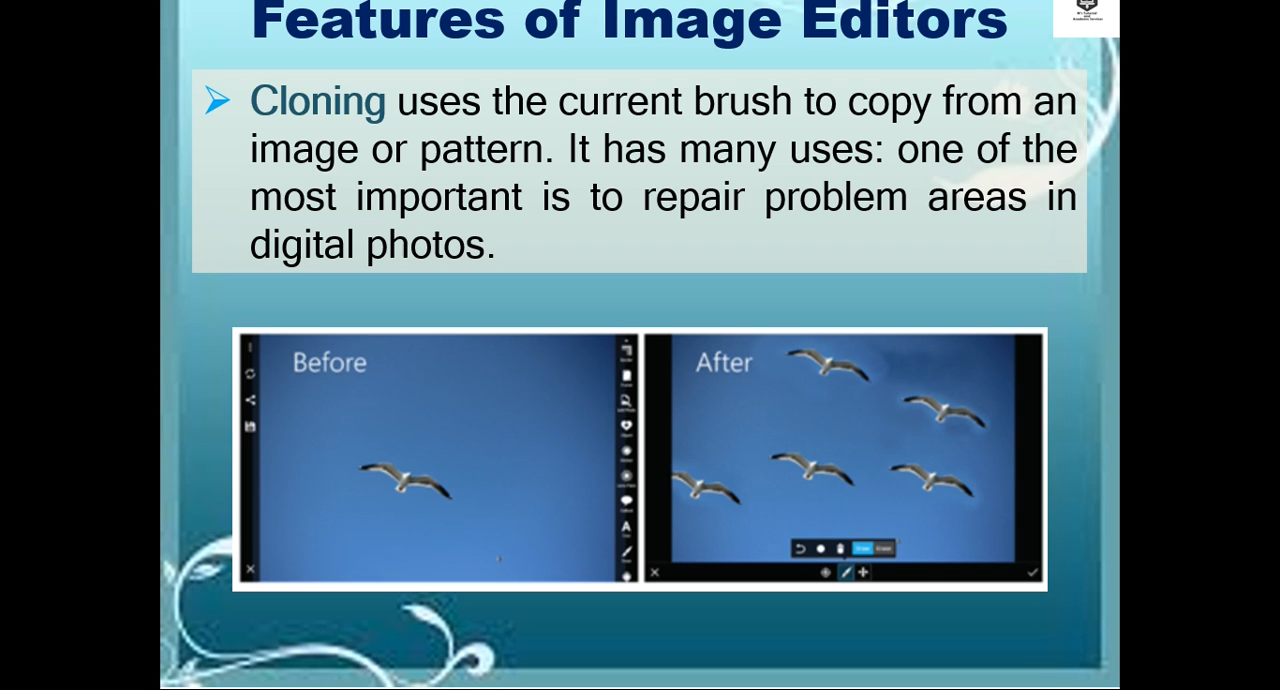 Features of Image Editors
Cloning uses the current brush to copy from an
image or pattern. It has many uses: one of the
most important is to repair problem areas in
digital photos.
Before
After